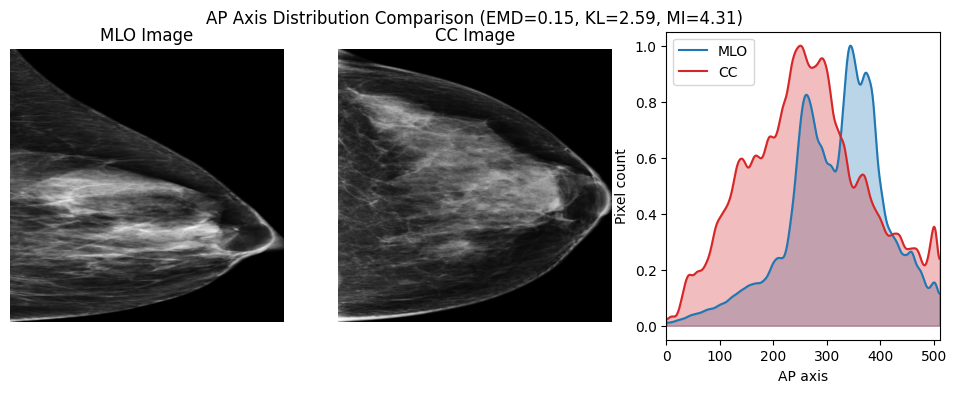 AP Axis Distribution Comparison (EMD=0.15, KL=2.59, MI=4.31)
MLO Image
CC Image
MLO
CC
1.0
0.8
0.6
0.4
0.2
0.0
Pixel count
0 100 200 300 400 500
AP axis